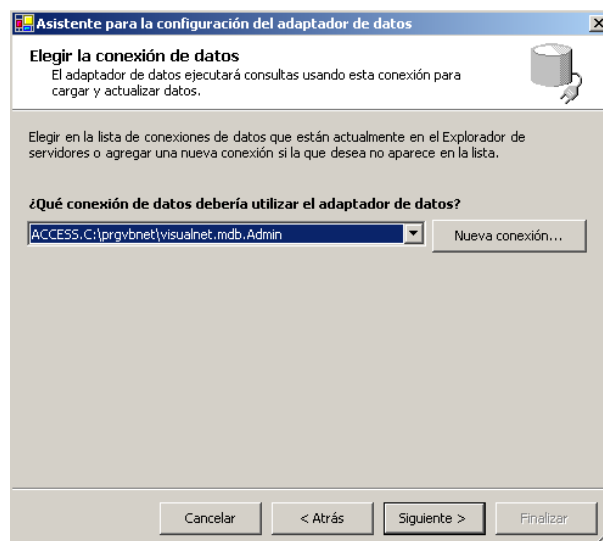 Asistente para la configuración del adaptador de datos
Elegir la conexión de datos
El adaptador de datos ejecutará consultas usando esta conexión para
cargar y actualizar datos.
Elegir en la lista de conexiones de datos que están actualmente en el Explorador de
servidores o agregar una nueva conexión si la que desea no aparece en la lista.
¿Qué conexión de datos debería utilizar el adaptador de datos?
ACCESS.C:\prgvbnet\visualnet.mdb.Admin
Nueva conexión...
Cancelar
< Atrás
Siguiente >
Finalizar